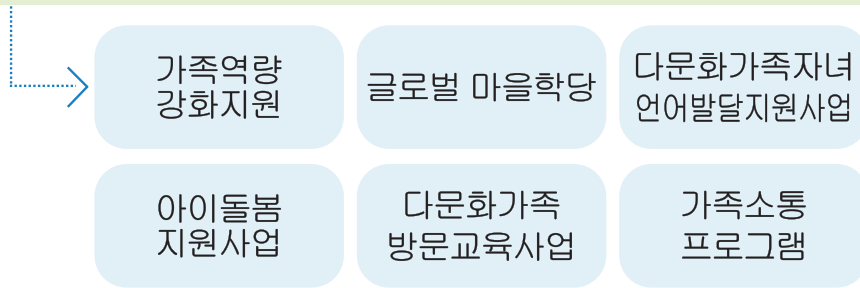 가족역량
강화지원
글로벌 마을학당
다문화가족자녀
언어발달지원사업
아이돌봄
지원사업
다문화가족
방문교육사업
가족소통
프로그램